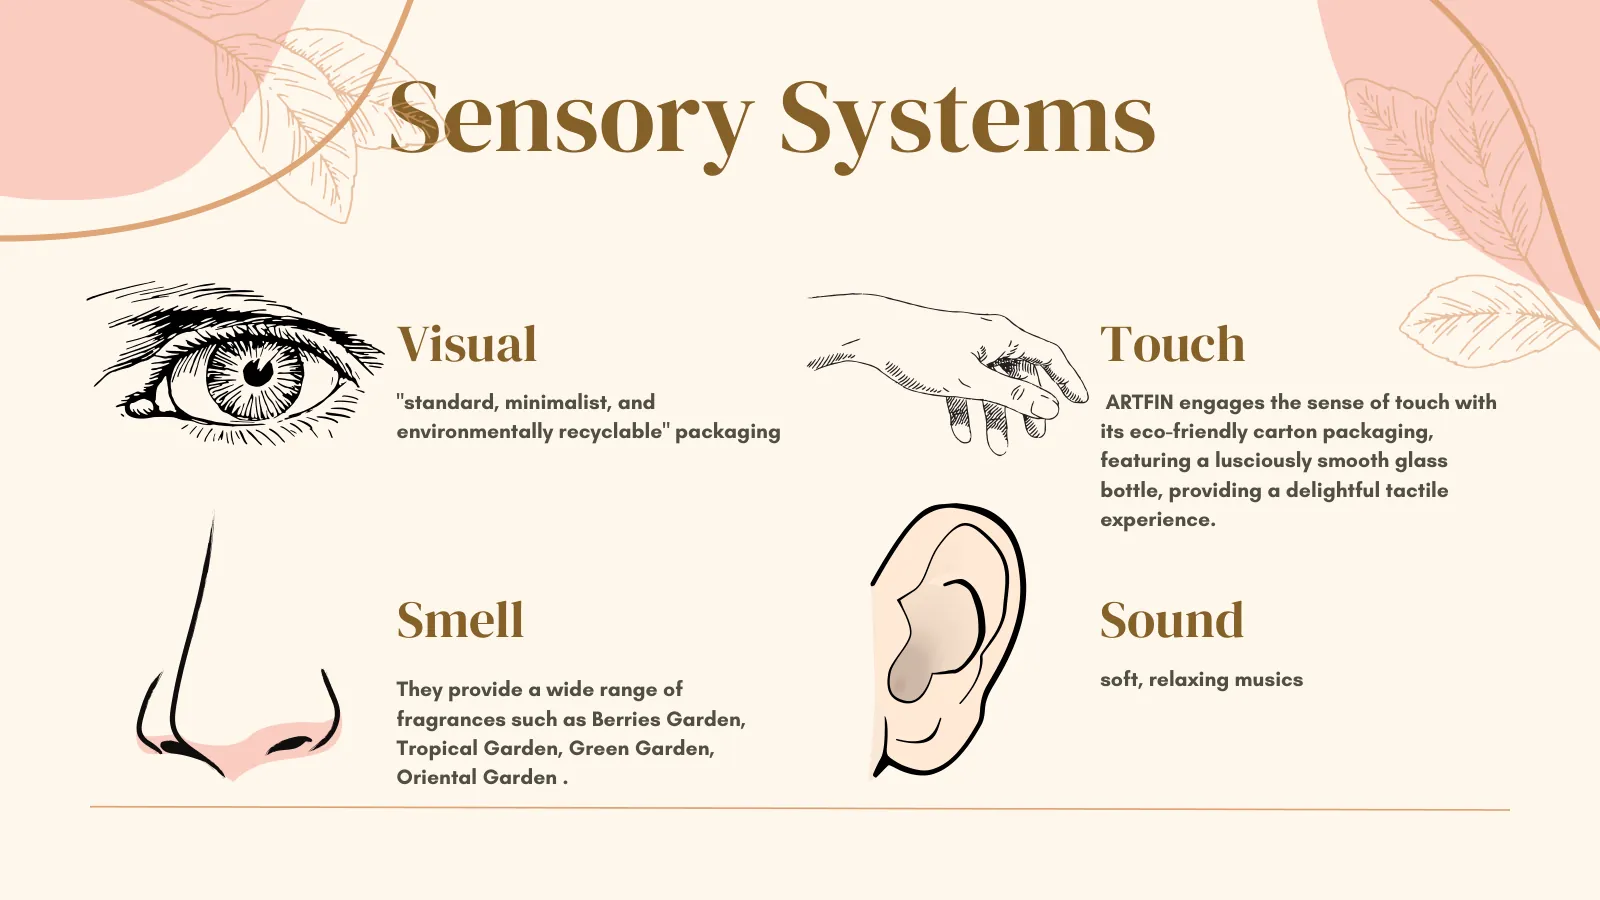 Sensory Systems
Visual
"standard, minimalist, and
environmentally recyclable" packaging
Touch
ARTFIN engages the sense of touch with
its eco-friendly carton packaging,
featuring a lusciously smooth glass
bottle, providing a delightful tactile
experience.
Smell
They provide a wide range of
fragrances such as Berries Garden,
Tropical Garden, Green Garden,
Oriental Garden .
Sound
soft, relaxing musics